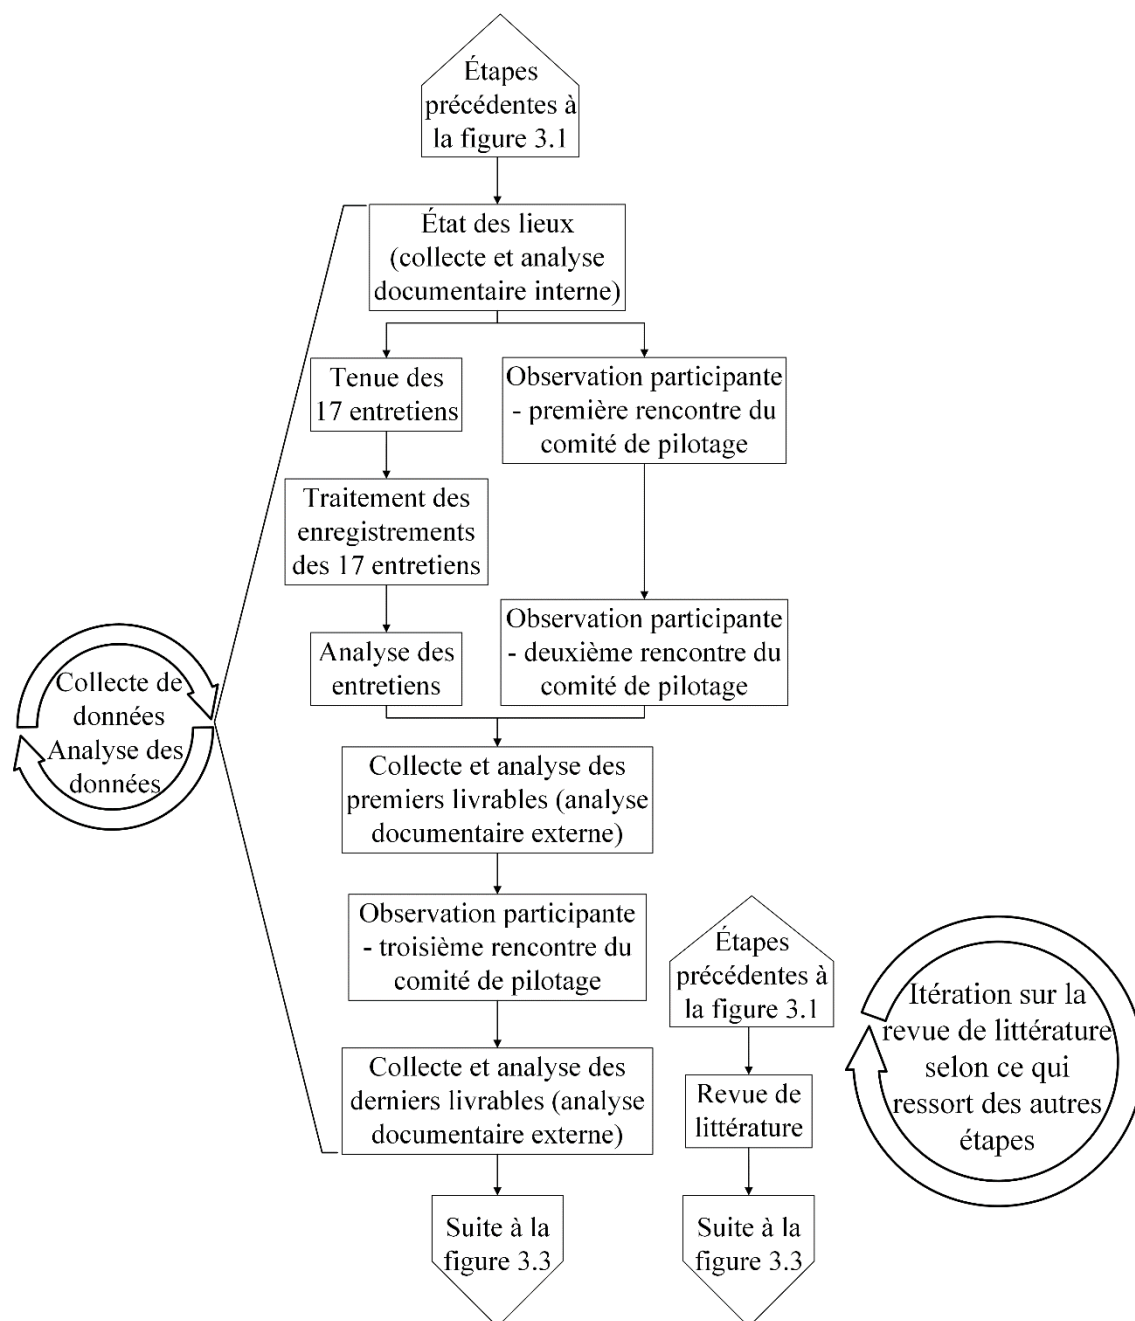 Étapes
précédentes à
la figure 3.1
État des lieux
(collecte et analyse
documentaire interne)
Tenue des
17 entretiens
Observation participante
- première rencontre du
comité de pilotage
Traitement des
enregistrements
des 17 entretiens
Analyse des
entretiens
Observation participante
- deuxième rencontre du
comité de pilotage
Collecte de
données
Analyse des
données
Collecte et analyse des
premiers livrables (analyse
documentaire externe)
Observation participante
- troisième rencontre du
comité de pilotage
Collecte et analyse des
derniers livrables (analyse
documentaire externe)
Suite à la
figure 3.3
Étapes
précédentes à
la figure 3.1
Revue de
littérature
Suite à la
figure 3.3
Itération sur la
revue de littérature
selon ce qui
ressort des autres
étapes